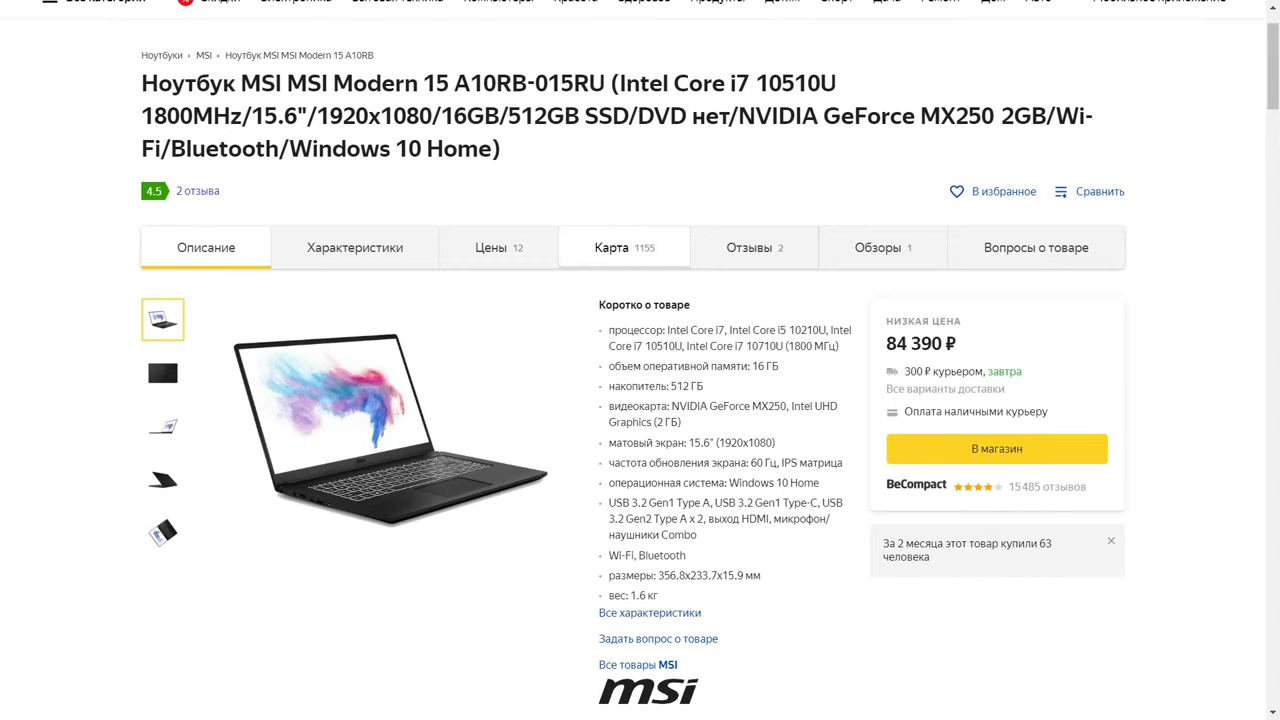 Ноутбуки • MSI • Ноутбук MSI MSI Modern 15 A10RB
Ноутбук MSI MSI Modern 15 A10RB-015RU (Intel Core i7 10510U
1800MHz/15.6"/1920x1080/16GB/512GB SSD/DVD нет/NVIDIA GeForce MX250 2GB/Wi-
Fi/Bluetooth/Windows 10 Home)
4.5 2 отзыва
В избранное Сравнить
Описание Характеристики Цены 12 Карта 1155 Отзывы 2 Обзоры 1 Вопросы о товаре
Коротко о товаре
• процессор: Intel Core i7, Intel Core i5 10210U, Intel
Core i7 10510U, Intel Core i7 10710U (1800 МГц)
• объем оперативной памяти: 16 ГБ
• накопитель: 512 ГБ
• видеокарта: NVIDIA GeForce MX250, Intel UHD
Graphics (2 ГБ)
• матовый экран: 15.6" (1920x1080)
• частота обновления экрана: 60 Гц, IPS матрица
• операционная система: Windows 10 Home
• USB 3.2 Gen1 Type A, USB 3.2 Gen1 Type-C, USB
3.2 Gen2 Type A x 2, выход HDMI, микрофон/
наушники Combo
• Wi-Fi, Bluetooth
• размеры: 356.8x233.7x15.9 мм
• вес: 1.6 кг
Все характеристики
Задать вопрос о товаре
Все товары MSI
msi
НИЗКАЯ ЦЕНА
84 390 ₽
300 ₽ курьером, завтра
Все варианты доставки
Оплата наличными курьеру
В магазин
BeCompact 15 485 отзывов
За 2 месяца этот товар купили 63
человека